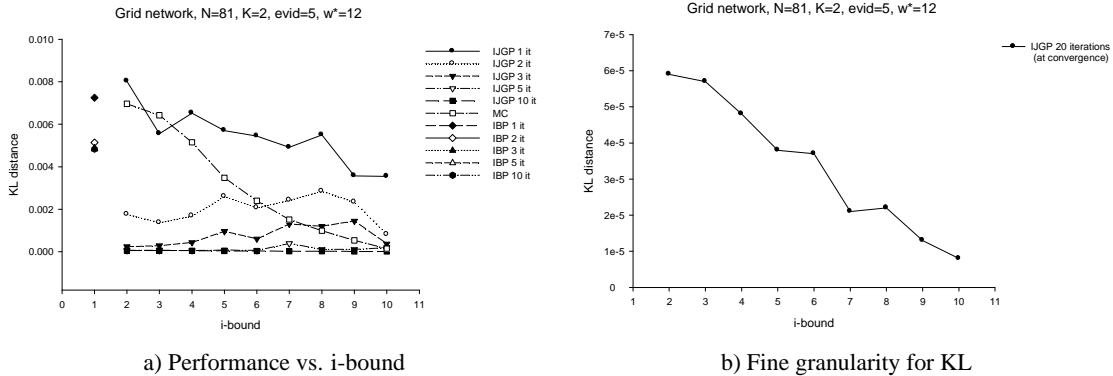 Grid network, N=81, K=2, evid=5, w*=12
0.010
0.008
0.006
0.004
0.002
0.000
KL distance
0 1 2 3 4 5 6 7 8 9 10 11
i-bound
IJGP 1 it
IJGP 2 it
IJGP 3 it
IJGP 5 it
IJGP 10 it
MC
IBP 1 it
IBP 2 it
IBP 3 it
IBP 5 it
IBP 10 it
a) Performance vs. i-bound
Grid network, N=81, K=2, evid=5, w*=12
7e-5
6e-5
5e-5
4e-5
3e-5
2e-5
1e-5
0
KL distance
1 2 3 4 5 6 7 8 9 10 11
i-bound
IJGP 20 iterations
(at convergence)
b) Fine granularity for KL